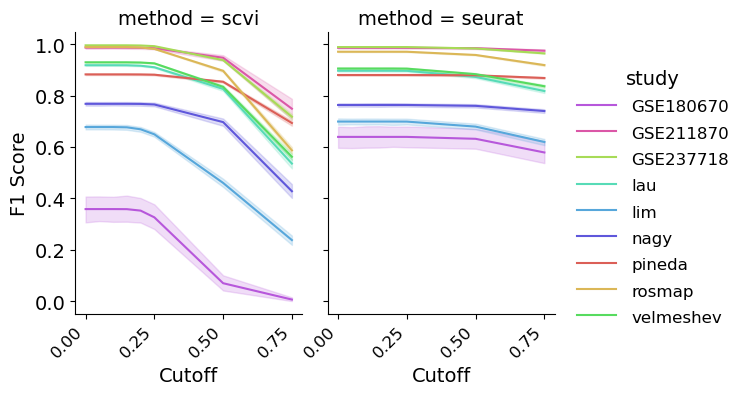 method = scvi
method = seurat
F1 Score
1.0
0.8
0.6
0.4
0.2
0.0
0.00
0.25
0.50
0.75
Cutoff
0.00
0.25
0.50
0.75
Cutoff
study
GSE180670
GSE211870
GSE237718
lau
lim
nagy
pineda
rosmap
velmeshev